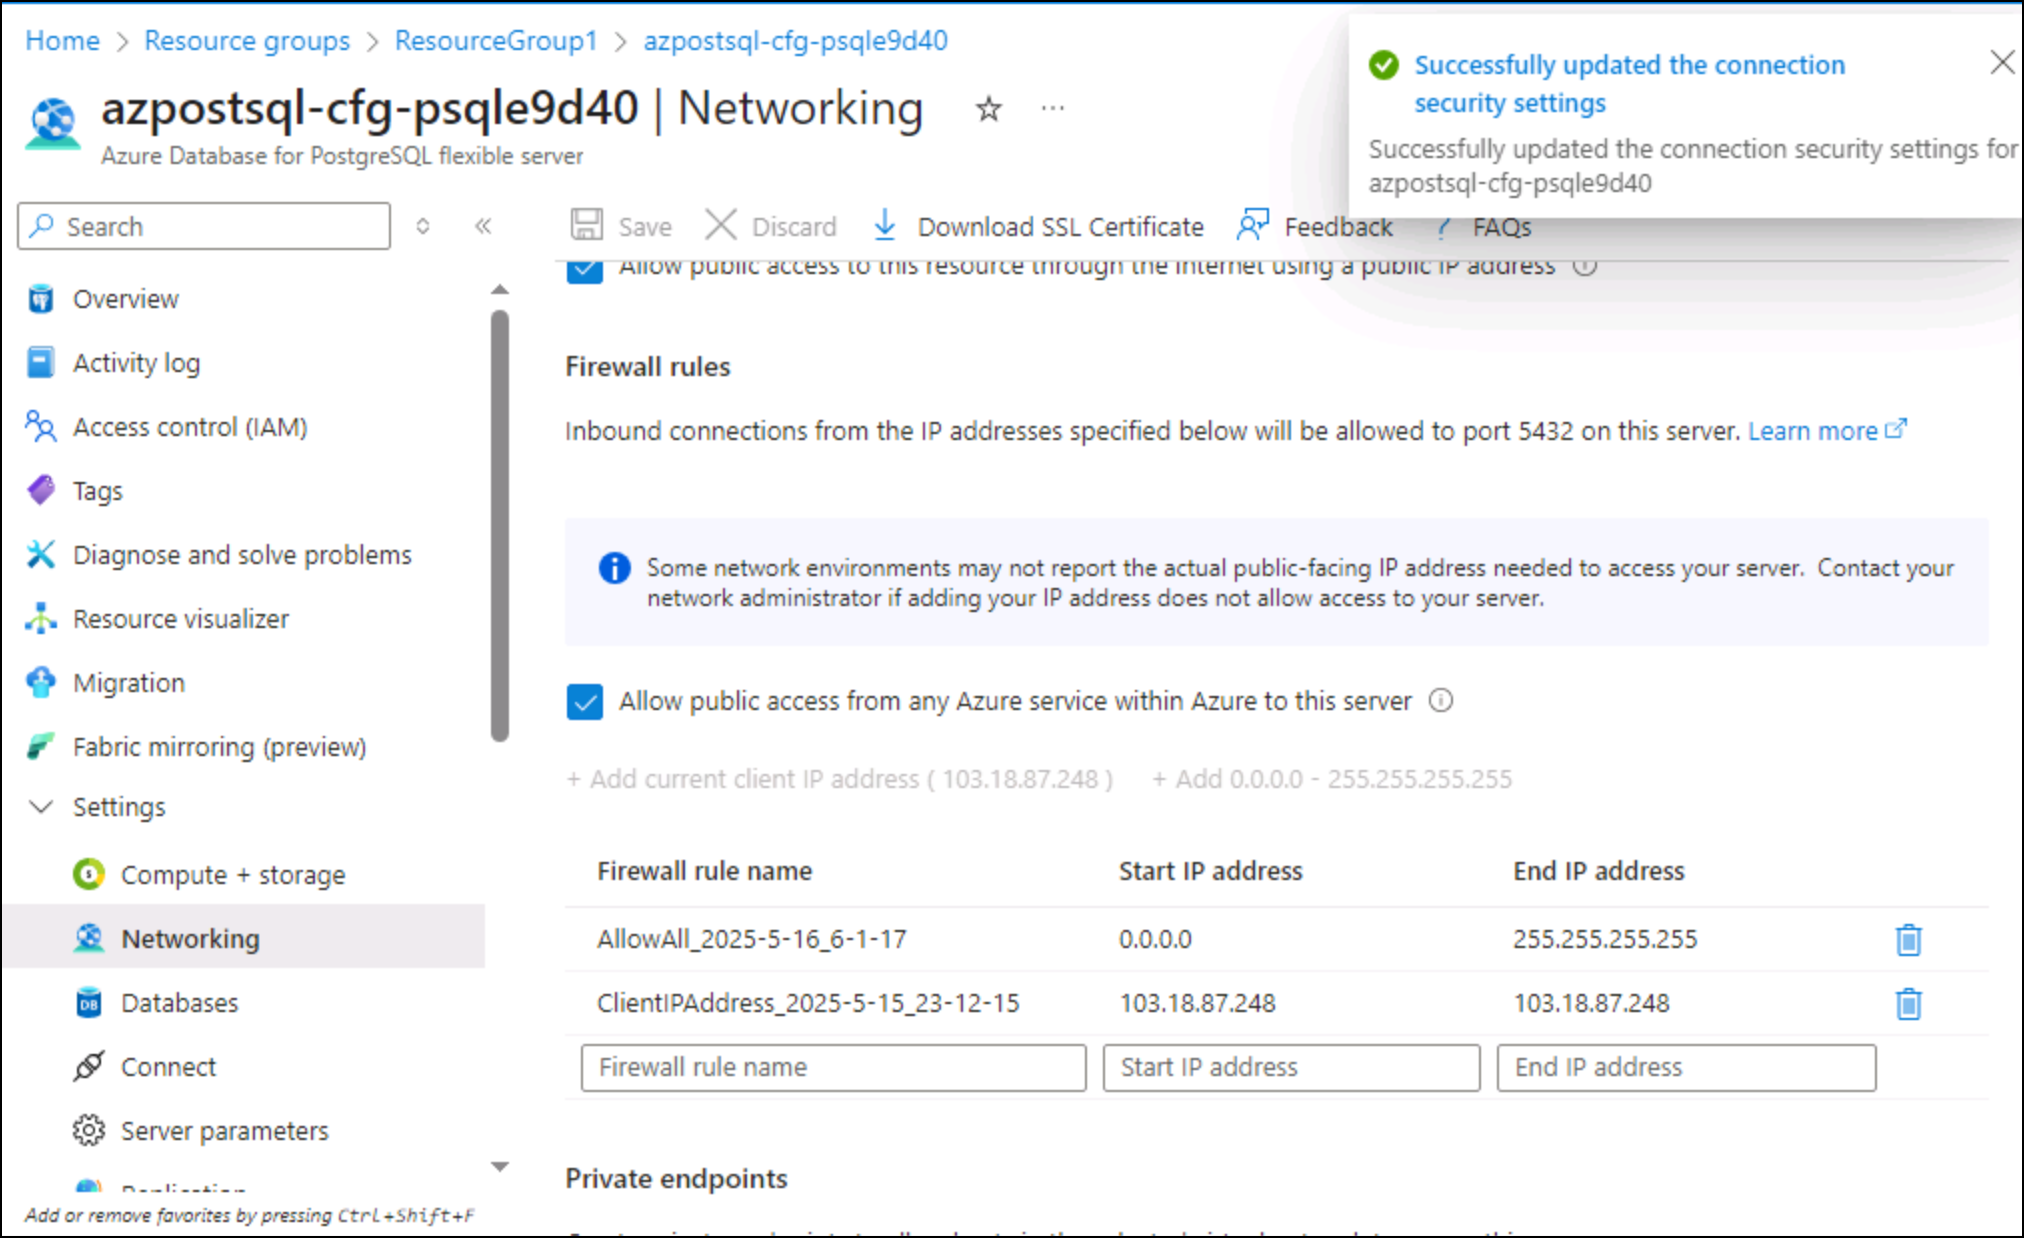 Home > Resource groups > ResourceGroup1 > azpostsql-cfg-psqle9d40
azpostsql-cfg-psqle9d40 | Networking
Azure Database for PostgreSQL flexible server
Successfully updated the connection
security settings
Successfully updated the connection security settings for
azpostsql-cfg-psqle9d40
Search
Save Discard Download SSL Certificate Feedback ? FAQs
Overview
Activity log
Access control (IAM)
Tags
Diagnose and solve problems
Resource visualizer
Migration
Fabric mirroring (preview)
Settings
Compute + storage
Networking
Databases
Connect
Server parameters
Replication
Add or remove favorites by pressing Ctrl+Shift+F
Allow public access to this resource through the internet using a public IP address
Firewall rules
Inbound connections from the IP addresses specified below will be allowed to port 5432 on this server. Learn more
Some network environments may not report the actual public-facing IP address needed to access your server. Contact your
network administrator if adding your IP address does not allow access to your server.
Allow public access from any Azure service within Azure to this server
+ Add current client IP address ( 103.18.87.248 ) + Add 0.0.0.0 - 255.255.255.255
Firewall rule name Start IP address End IP address
AllowAll_2025-5-16_6-1-17 0.0.0.0 255.255.255.255
ClientIPAddress_2025-5-15_23-12-15 103.18.87.248 103.18.87.248
Firewall rule name Start IP address End IP address
Private endpoints